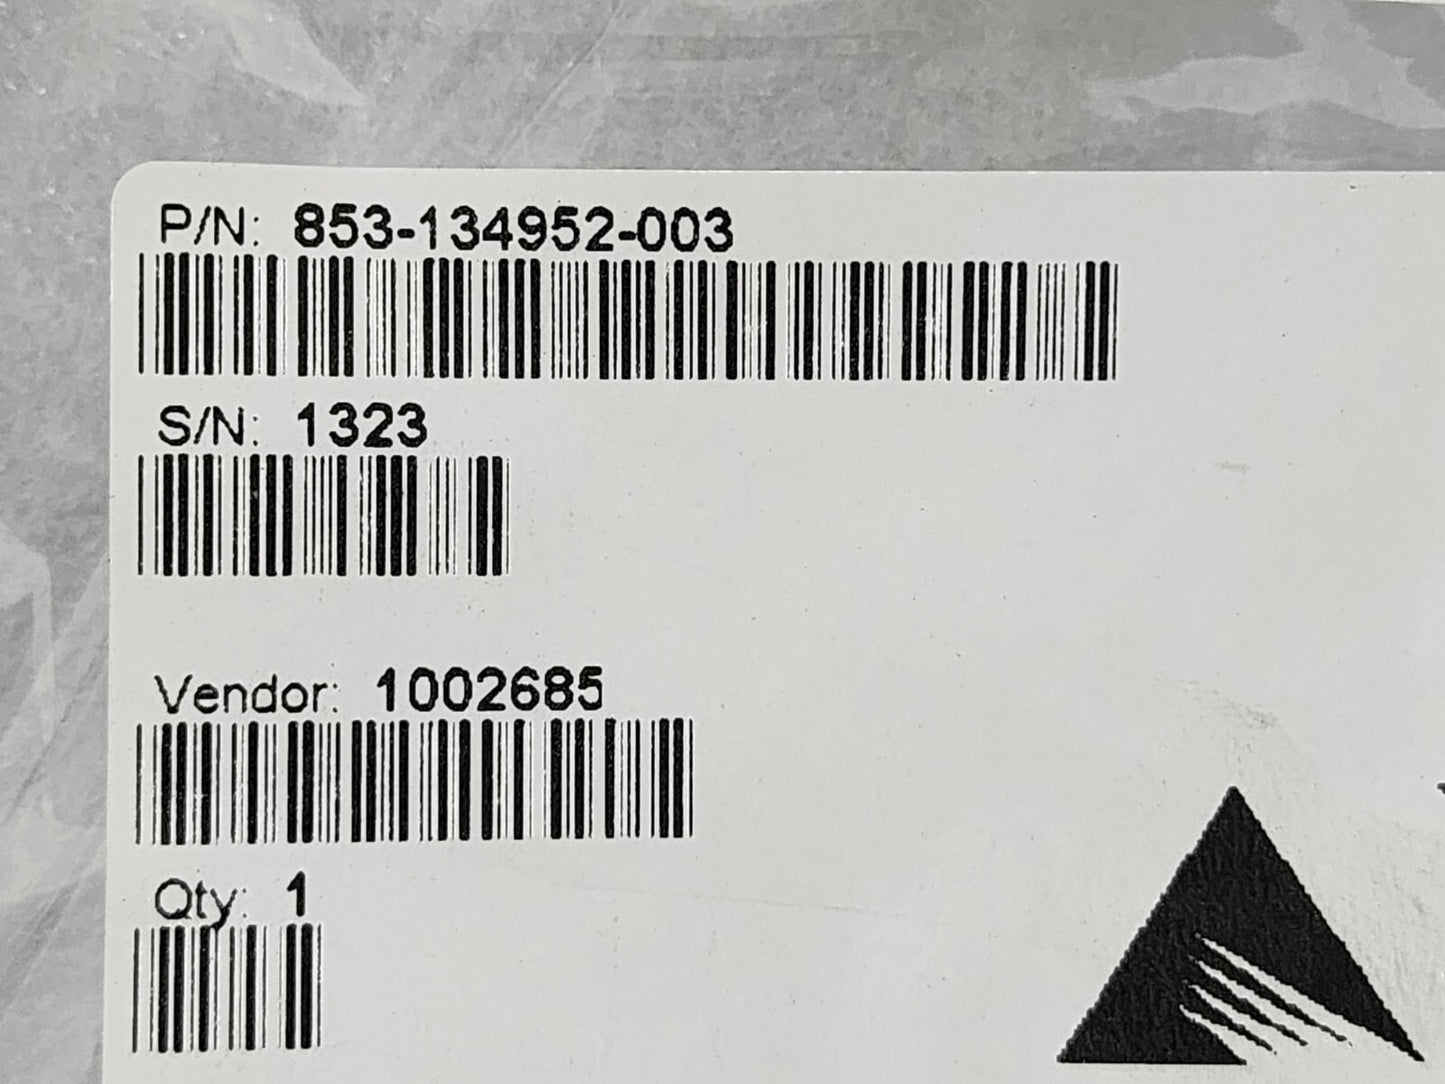 P/N: 853-134952-003
S/N: 1323
Vendor: 1002685
Qty: 1